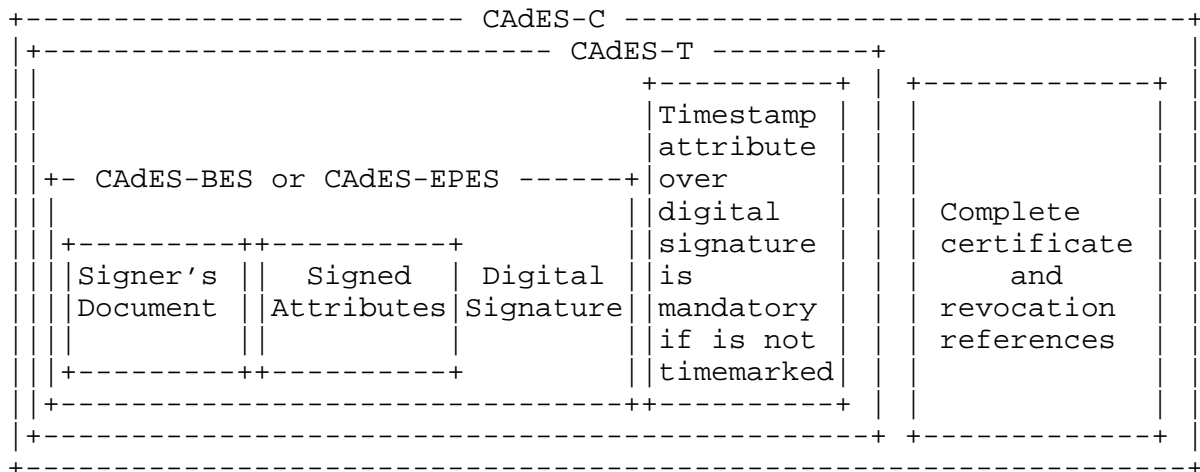 CAdES-C
CAdES-T
Timestamp
attribute
over
digital
signature
is
mandatory
if is not
timemarked
CAdES-BES or CAdES-EPES
Signer's
Document
Signed
Attributes
Digital
Signature
Complete
certificate
and
revocation
references